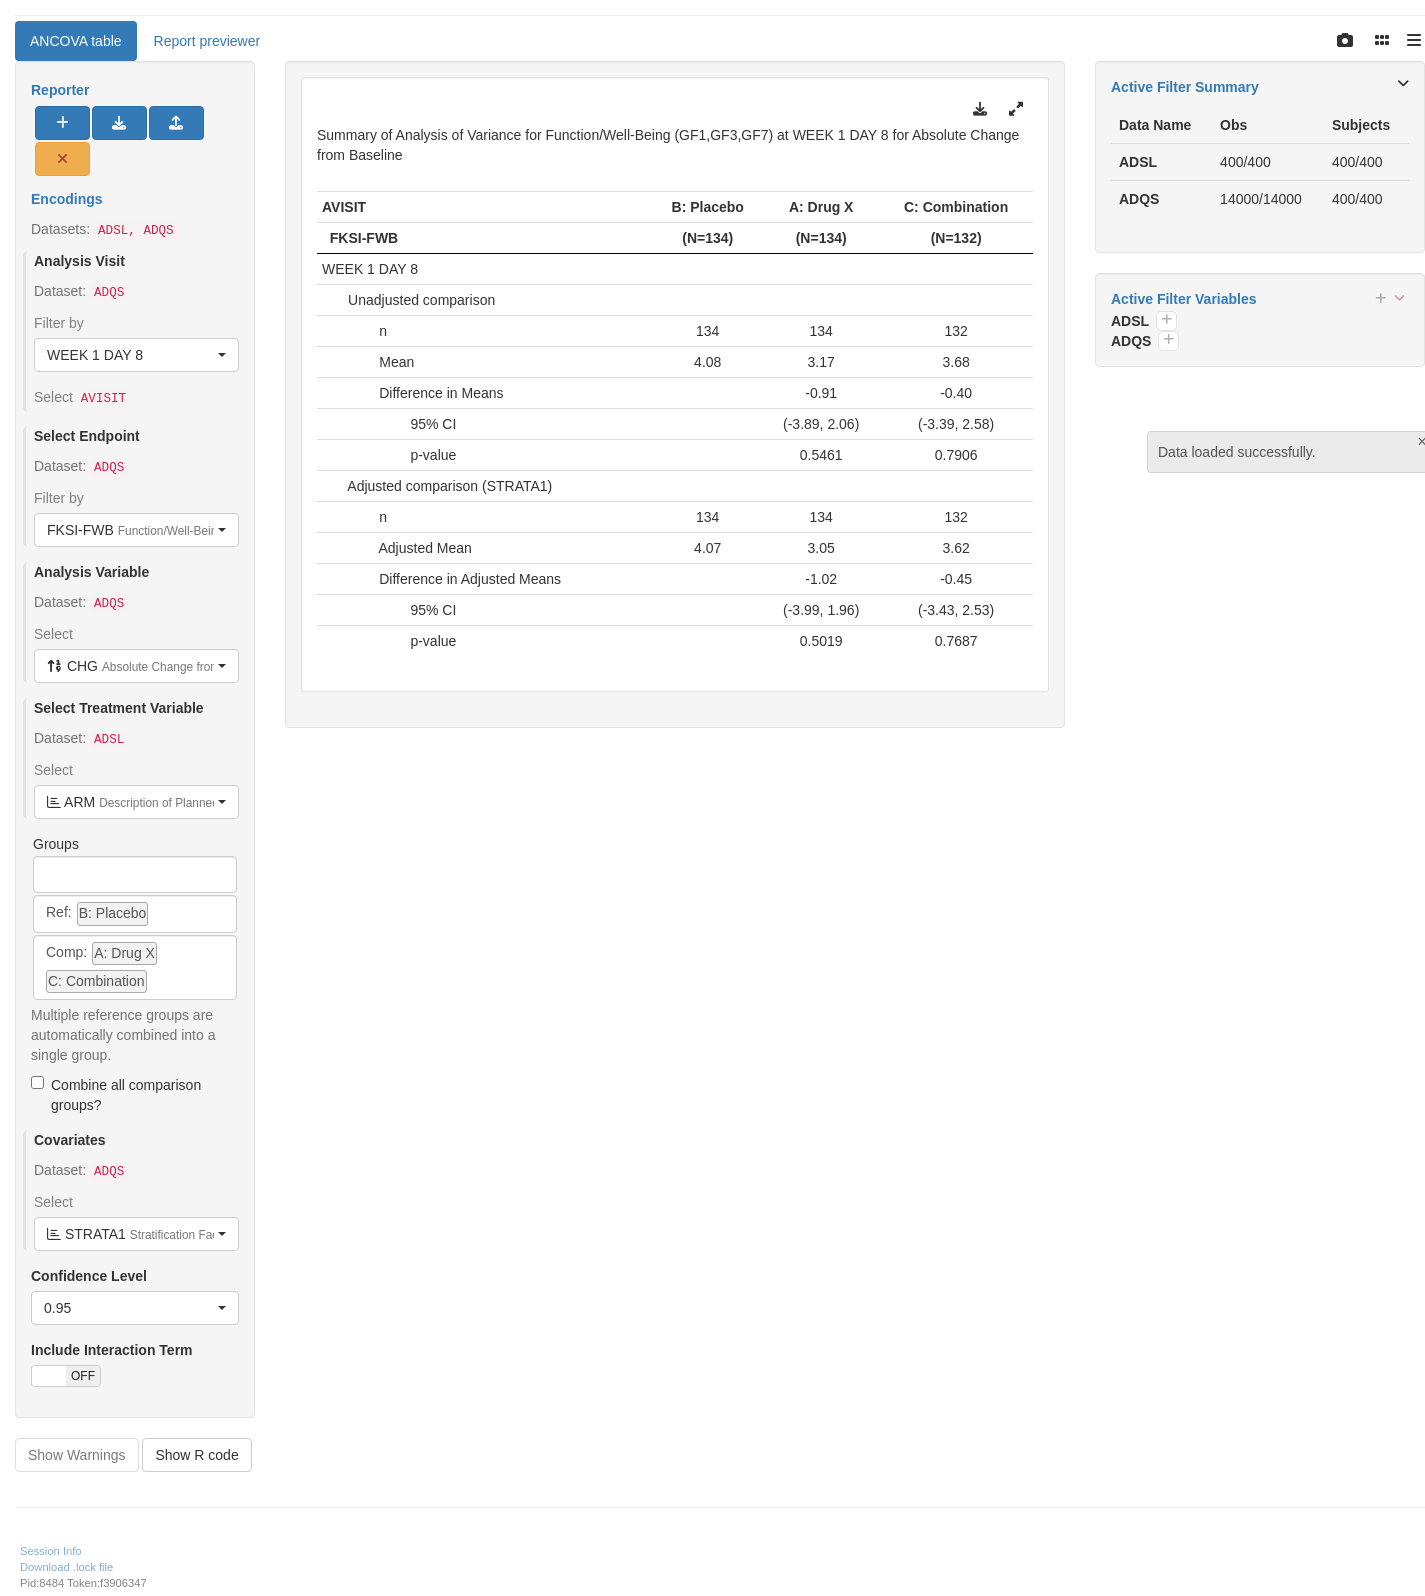 ANCOVA table
Report previewer
Reporter
Encodings
Datasets: ADSL, ADQS
Analysis Visit
Dataset: ADQS
Filter by
WEEK 1 DAY 8
Select AVISIT
Select Endpoint
Dataset: ADQS
Filter by
FKSI-FWB Function/Well-Bein
Analysis Variable
Dataset: ADQS
Select
CHG Absolute Change from
Select Treatment Variable
Dataset: ADSL
Select
ARM Description of Planned
Groups
Ref: B: Placebo
Comp: A: Drug X
C: Combination
Multiple reference groups are
automatically combined into a
single group.
Combine all comparison
groups?
Covariates
Dataset: ADQS
Select
STRATA1 Stratification Fac
Confidence Level
0.95
Include Interaction Term
OFF
Show Warnings
Show R code
Summary of Analysis of Variance for Function/Well-Being (GF1,GF3,GF7) at WEEK 1 DAY 8 for Absolute Change
from Baseline
AVISIT B: Placebo A: Drug X C: Combination
FKSI-FWB (N=134) (N=134) (N=132)
WEEK 1 DAY 8
Unadjusted comparison
n 134 134 132
Mean 4.08 3.17 3.68
Difference in Means -0.91 -0.40
95% CI (-3.89, 2.06) (-3.39, 2.58)
p-value 0.5461 0.7906
Adjusted comparison (STRATA1)
n 134 134 132
Adjusted Mean 4.07 3.05 3.62
Difference in Adjusted Means -1.02 -0.45
95% CI (-3.99, 1.96) (-3.43, 2.53)
p-value 0.5019 0.7687
Active Filter Summary
Data Name Obs Subjects
ADSL 400/400 400/400
ADQS 14000/14000 400/400
Active Filter Variables
ADSL
ADQS
Data loaded successfully.
Session Info
Download .lock file
Pid:8484 Token:f3906347